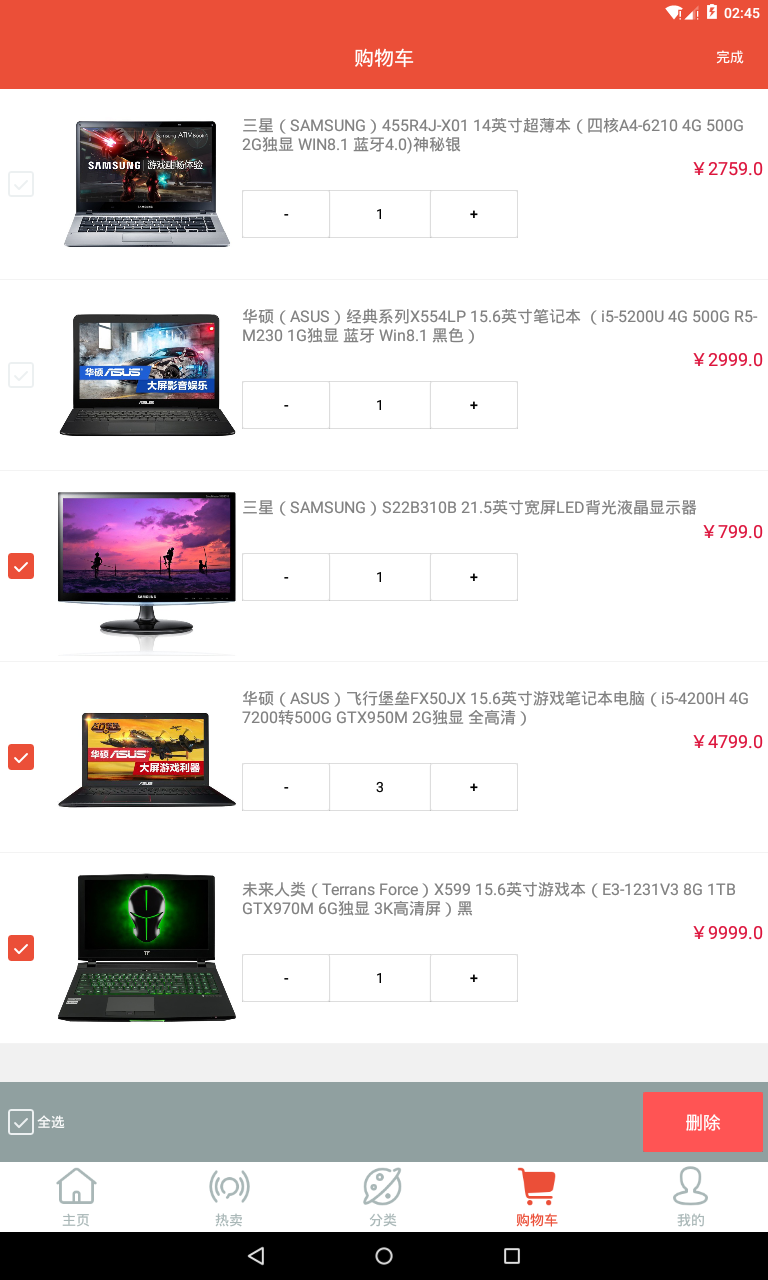 02:45
购物车
完成
Samsung ATIV Book4
SAMSUNG | 游戏酣畅体验
三星（SAMSUNG）455R4J-X01 14英寸超薄本（四核A4-6210 4G 500G
2G独显 WIN8.1 蓝牙4.0)神秘银
￥2759.0
- 1 +
华硕（ASUS）经典系列X554LP 15.6英寸笔记本 （i5-5200U 4G 500G R5-
M230 1G独显 蓝牙 Win8.1 黑色）
￥2999.0
华硕 ASUS
大屏影音娱乐
ASUS
- 1 +
三星（SAMSUNG）S22B310B 21.5英寸宽屏LED背光液晶显示器
￥799.0
SAMSUNG
- 1 +
华硕（ASUS）飞行堡垒FX50JX 15.6英寸游戏笔记本电脑（i5-4200H 4G
7200转500G GTX950M 2G独显 全高清）
￥4799.0
华硕 ASUS
大屏游戏利器
ASUS
- 3 +
未来人类（Terrans Force）X599 15.6英寸游戏本（E3-1231V3 8G 1TB
GTX970M 6G独显 3K高清屏）黑
￥9999.0
- 1 +
全选
删除
主页
热卖
分类
购物车
我的